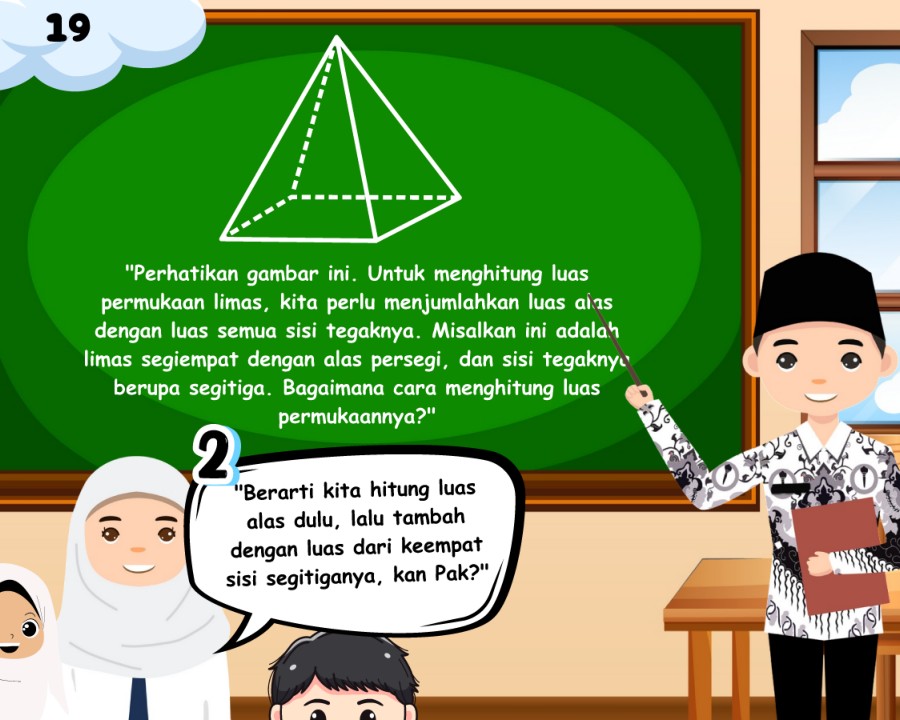 19
"Perhatikan gambar ini. Untuk menghitung luas
permukaan limas, kita perlu menjumlahkan luas alas
dengan luas semua sisi tegaknya. Misalkan ini adalah
limas segiempat dengan alas persegi, dan sisi tegaknya
berupa segitiga. Bagaimana cara menghitung luas
permukaannya?"
2
"Berarti kita hitung luas
alas dulu, lalu tambah
dengan luas dari keempat
sisi segitiganya, kan Pak?"